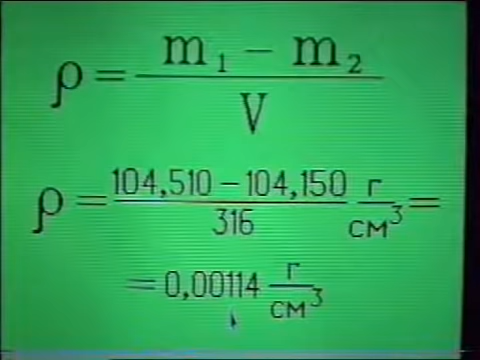 ρ = (m₁ − m₂) / V
ρ = (104,510 − 104,150) / 316 г/см³ =
= 0,00114 г/см³